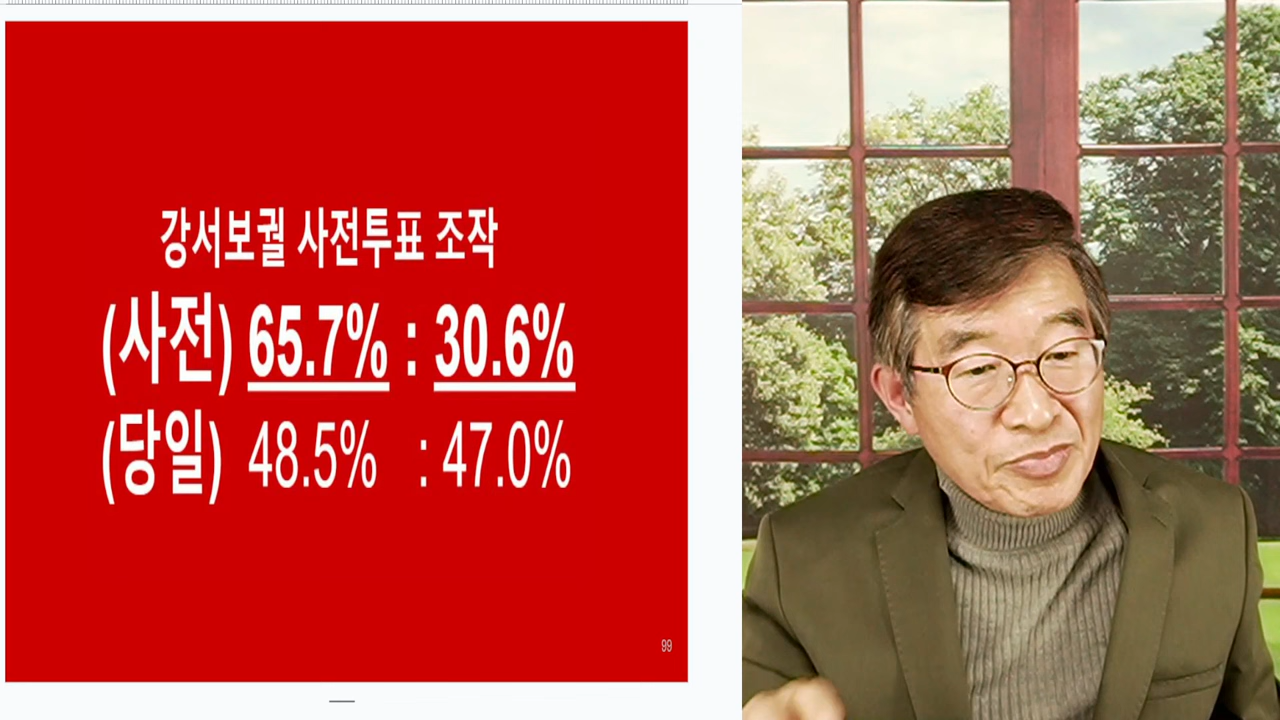 강서보궐 사전투표 조작
(사전) 65.7% : 30.6%
(당일) 48.5% : 47.0%
99